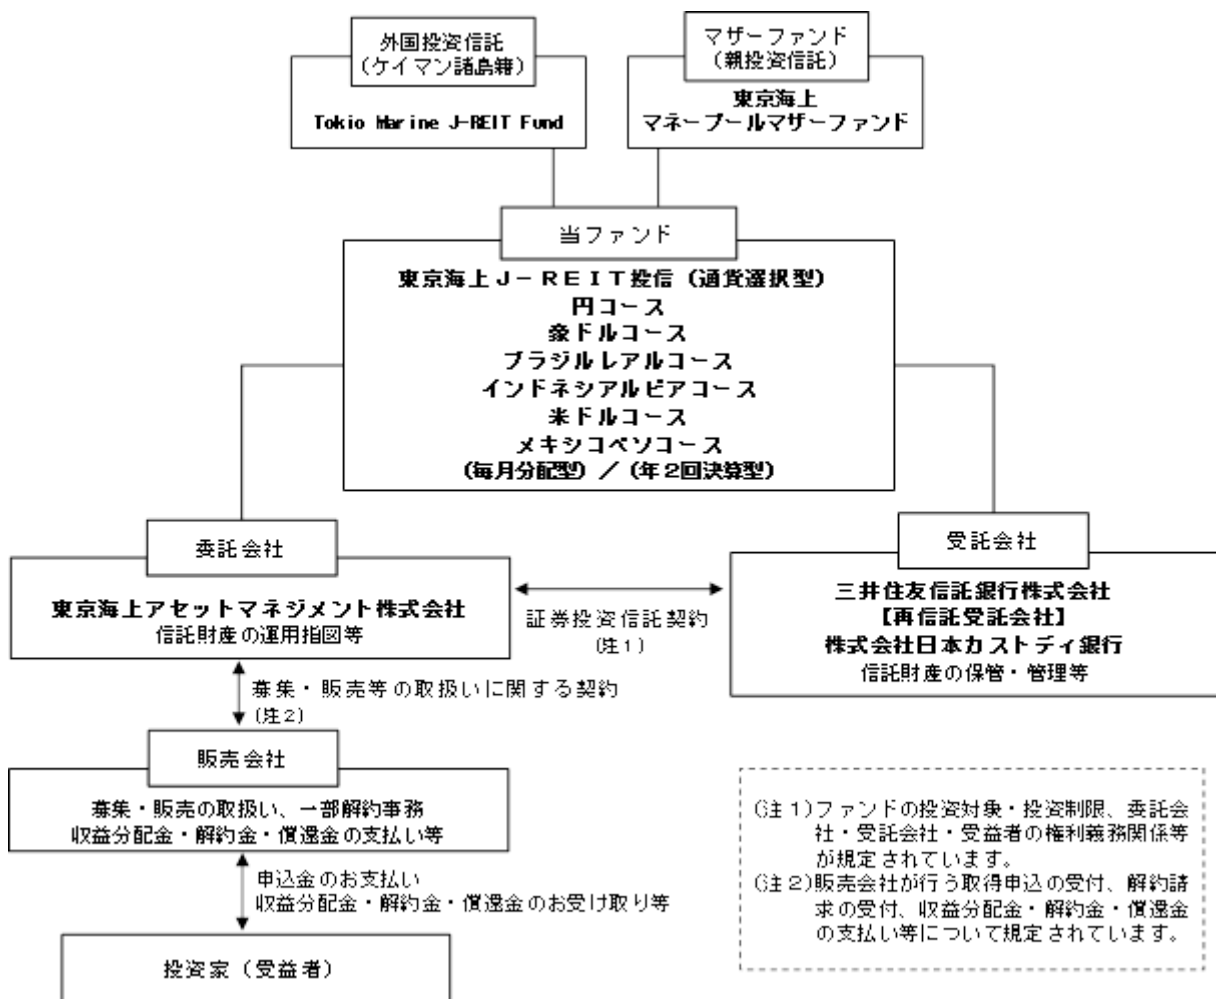 外国投資信託
(ケイマン諸島籍)
Tokio Marine J-REIT Fund
マザーファンド
(親投資信託)
東京海上
マネープールマザーファンド
当ファンド
東京海上J-REIT投信(通貨選択型)
円コース
豪ドルコース
ブラジルレアルコース
インドネシアルピアコース
米ドルコース
メキシコペソコース
(毎月分配型)/(年2回決算型)
委託会社
東京海上アセットマネジメント株式会社
信託財産の運用指図等
証券投資信託契約
(注1)
受託会社
三井住友信託銀行株式会社
【再信託受託会社】
株式会社日本カストディ銀行
信託財産の保管・管理等
募集・販売等の取扱いに関する契約
(注2)
販売会社
募集・販売の取扱い、一部解約事務
収益分配金・解約金・償還金の支払い等
申込金のお支払い
収益分配金・解約金・償還金のお受け取り等
投資家(受益者)
(注1)ファンドの投資対象・投資制限、委託会
社・受託会社・受益者の権利義務関係等
が規定されています。
(注2)販売会社が行う取得申込の受付、解約請
求の受付、収益分配金・解約金・償還金
の支払い等について規定されています。